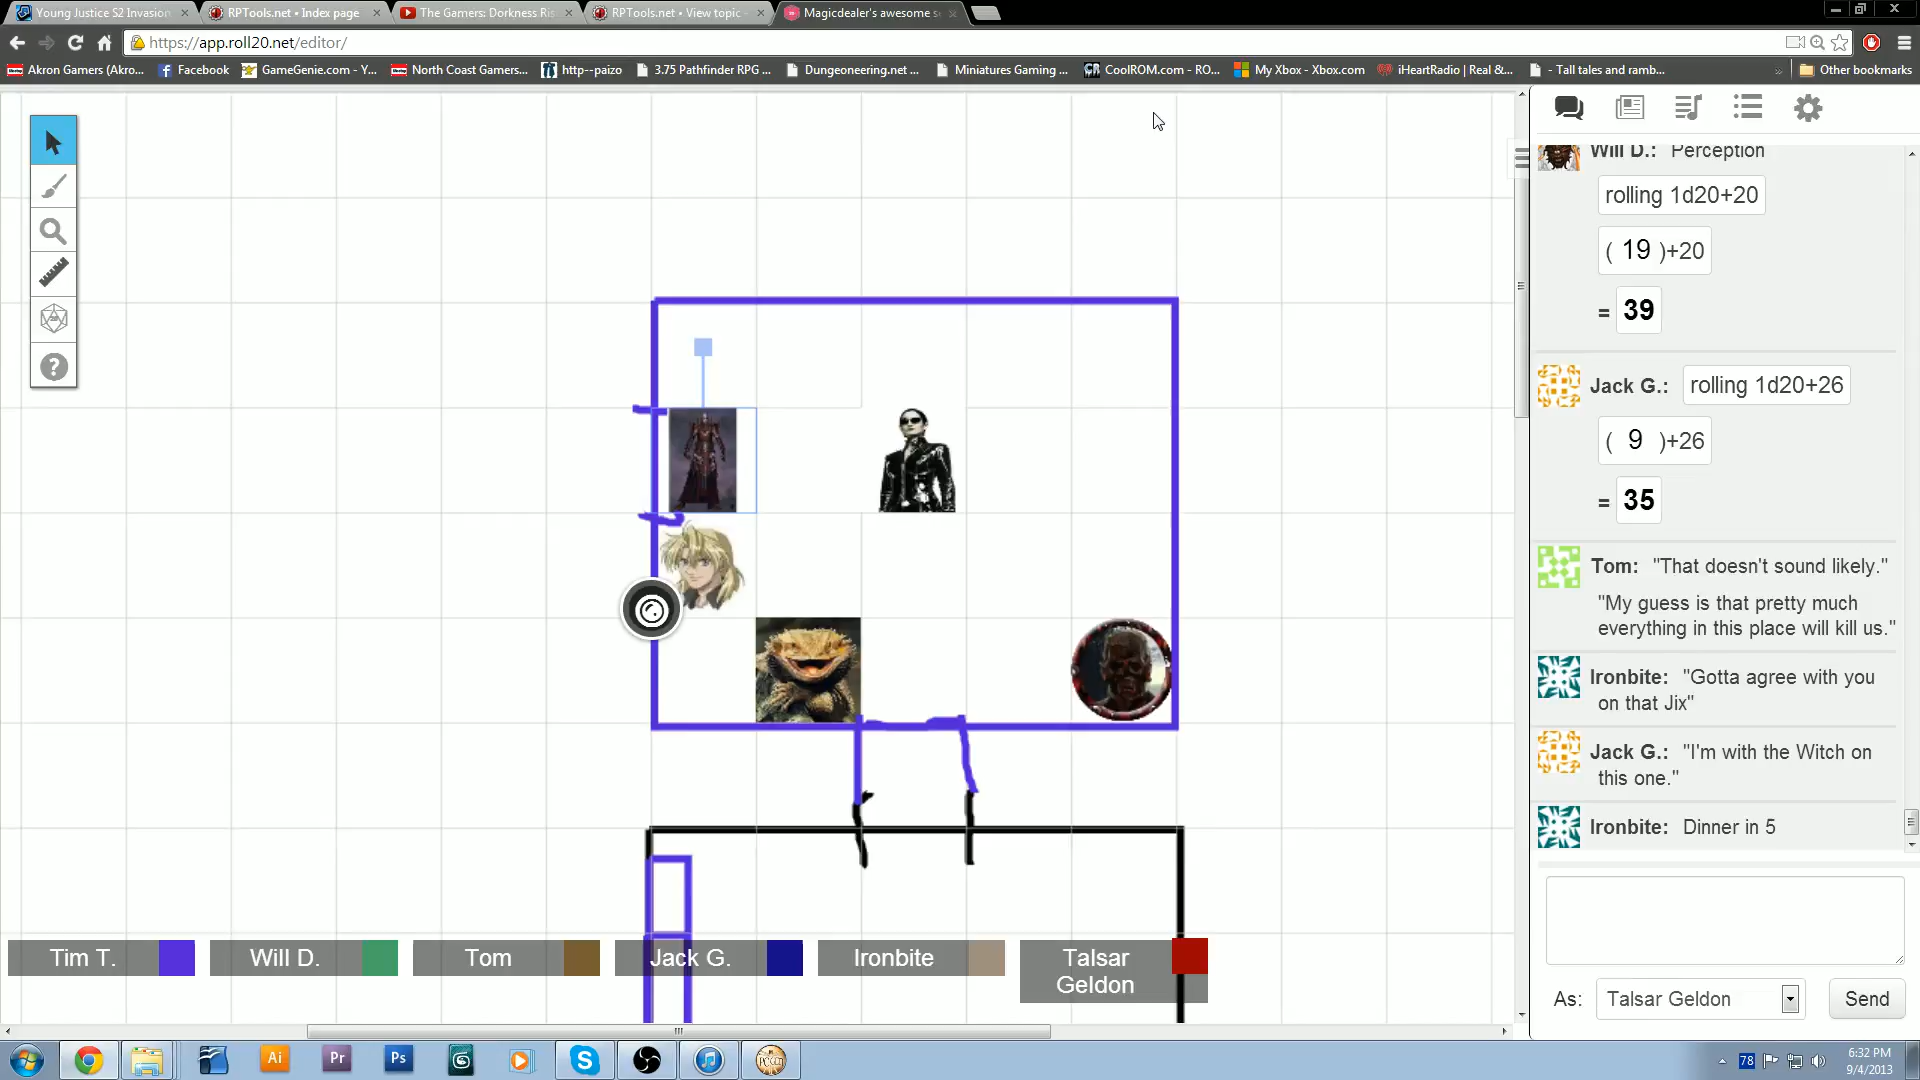 Young Justice S2 Invasion
RPTools.net • Index page
The Gamers: Dorkness Ris
RPTools.net • View topic -
Magicdealer's awesome s
https://app.roll20.net/editor/
Akron Gamers (Akro...
Facebook
GameGenie.com - Y...
North Coast Gamers...
http--paizo
3.75 Pathfinder RPG ...
Dungeoneering.net ...
Miniatures Gaming ...
CoolROM.com - RO...
My Xbox - Xbox.com
iHeartRadio | Real &...
- Tall tales and ramb...
»
Other bookmarks
Will D.: Perception
rolling 1d20+20
( 19 )+20
= 39
Jack G.: rolling 1d20+26
( 9 )+26
= 35
Tom: "That doesn't sound likely."
"My guess is that pretty much
everything in this place will kill us."
Ironbite: "Gotta agree with you
on that Jix"
Jack G.: "I'm with the Witch on
this one."
Ironbite: Dinner in 5
Tim T.
Will D.
Tom
Jack G.
Ironbite
Talsar
Geldon
As: Talsar Geldon
Send
Ai
Pr
Ps
78
6:32 PM
9/4/2013